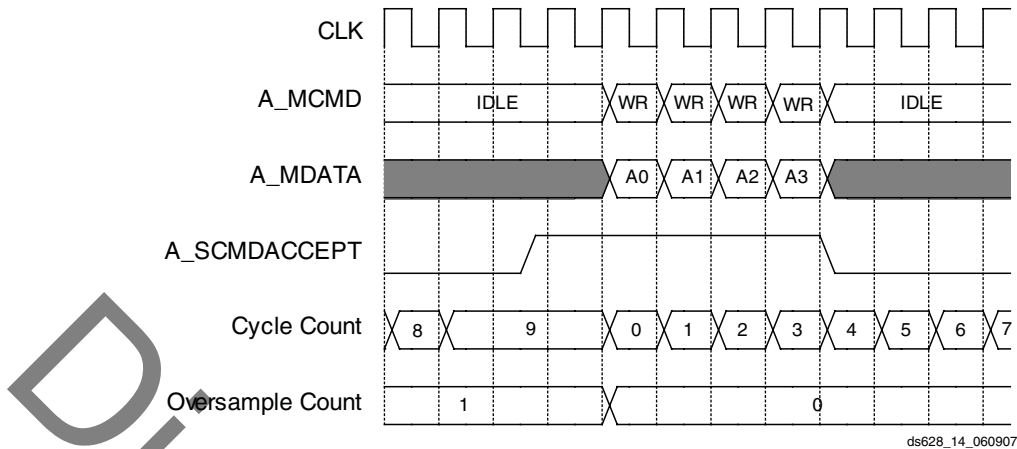 CLK
A_MCMD IDLE WR WR WR WR IDLE
A_MDATA A0 A1 A2 A3
A_SCMDACCEPT
Cycle Count 8 9 0 1 2 3 4 5 6 7
Oversample Count 1 0
ds628_14_060907
Di